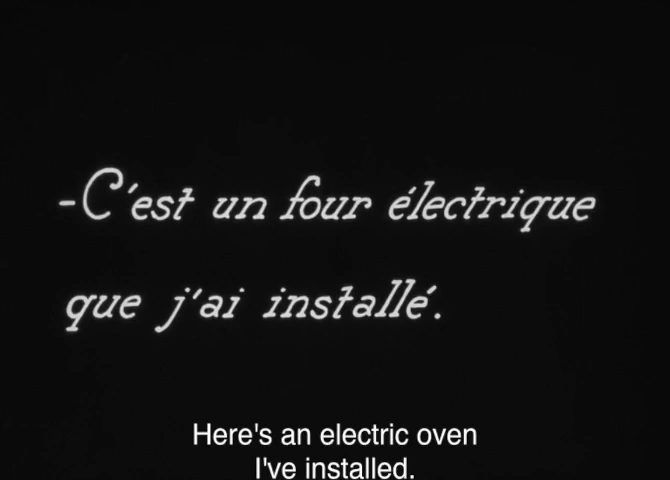 -C'est un four électrique
que j'ai installé.
Here's an electric oven
I've installed.